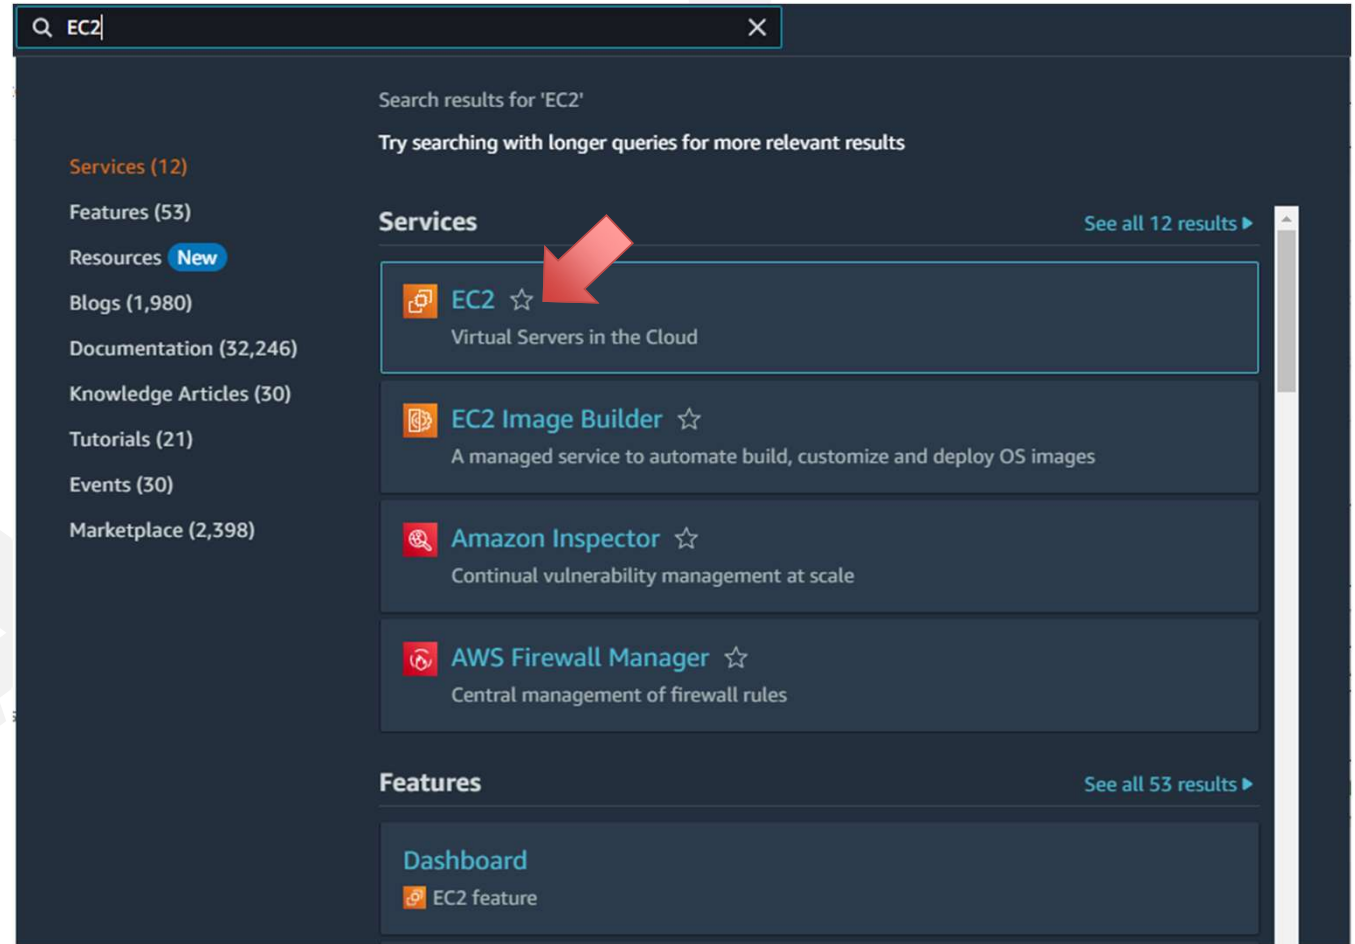 EC2
Search results for 'EC2'
Try searching with longer queries for more relevant results
Services (12)
Features (53)
Resources New
Blogs (1,980)
Documentation (32,246)
Knowledge Articles (30)
Tutorials (21)
Events (30)
Marketplace (2,398)
Services
See all 12 results
EC2
Virtual Servers in the Cloud
EC2 Image Builder
A managed service to automate build, customize and deploy OS images
Amazon Inspector
Continual vulnerability management at scale
AWS Firewall Manager
Central management of firewall rules
Features
See all 53 results
Dashboard
EC2 feature